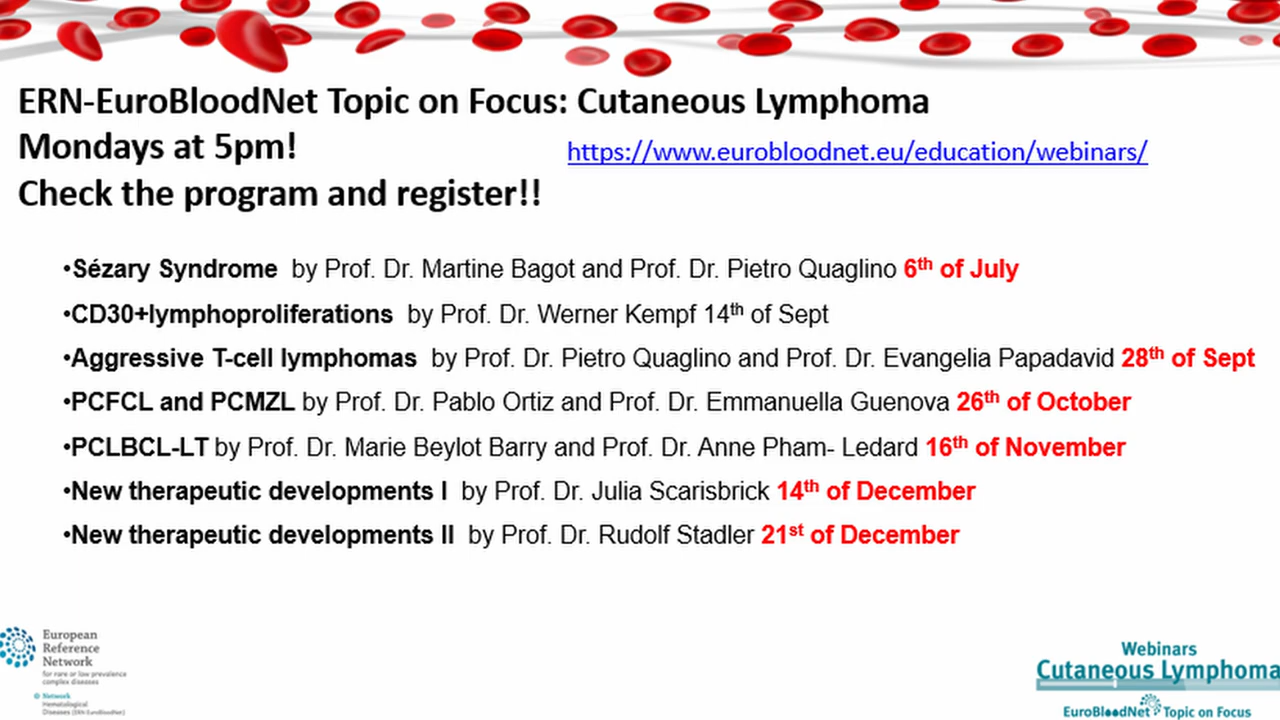 ERN-EuroBloodNet Topic on Focus: Cutaneous Lymphoma
Mondays at 5pm!
https://www.eurobloodnet.eu/education/webinars/
Check the program and register!!
•Sézary Syndrome by Prof. Dr. Martine Bagot and Prof. Dr. Pietro Quaglino 6th of July
•CD30+lymphoproliferations by Prof. Dr. Werner Kempf 14th of Sept
•Aggressive T-cell lymphomas by Prof. Dr. Pietro Quaglino and Prof. Dr. Evangelia Papadavid 28th of Sept
•PCFCL and PCMZL by Prof. Dr. Pablo Ortiz and Prof. Dr. Emmanuella Guenova 26th of October
•PCLBCL-LT by Prof. Dr. Marie Beylot Barry and Prof. Dr. Anne Pham- Ledard 16th of November
•New therapeutic developments I by Prof. Dr. Julia Scarisbrick 14th of December
•New therapeutic developments II by Prof. Dr. Rudolf Stadler 21st of December
European
Reference
Network
for rare or low prevalence
complex diseases
Network
Hematological
Diseases (ERN EuroBloodNet)
Webinars
Cutaneous Lymphoma
EuroBloodNet Topic on Focus